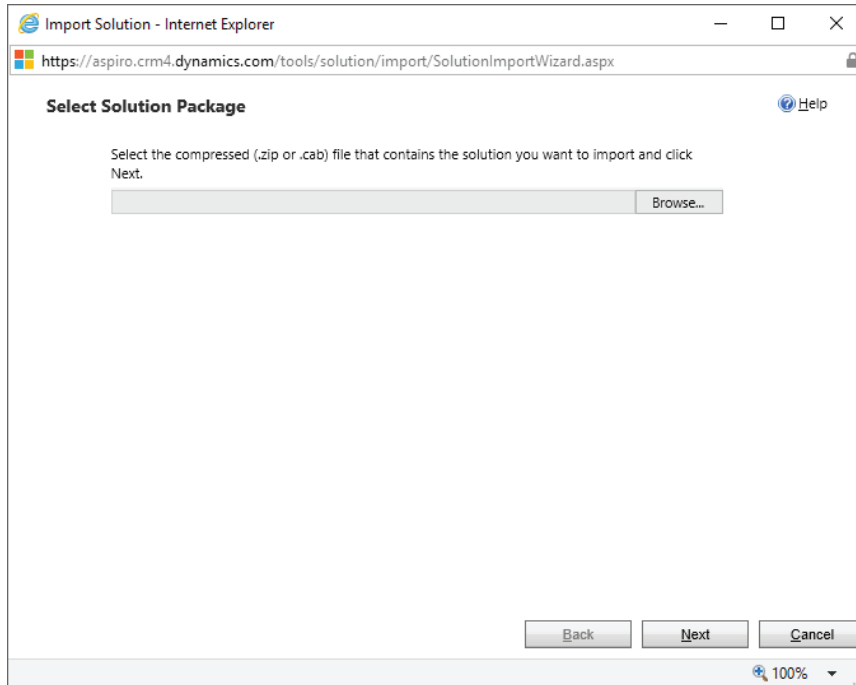 Import Solution - Internet Explorer
https://aspiro.crm4.dynamics.com/tools/solution/import/SolutionImportWizard.aspx
Select Solution Package
Help
Select the compressed (.zip or .cab) file that contains the solution you want to import and click
Next.
Browse...
Back Next Cancel
100%